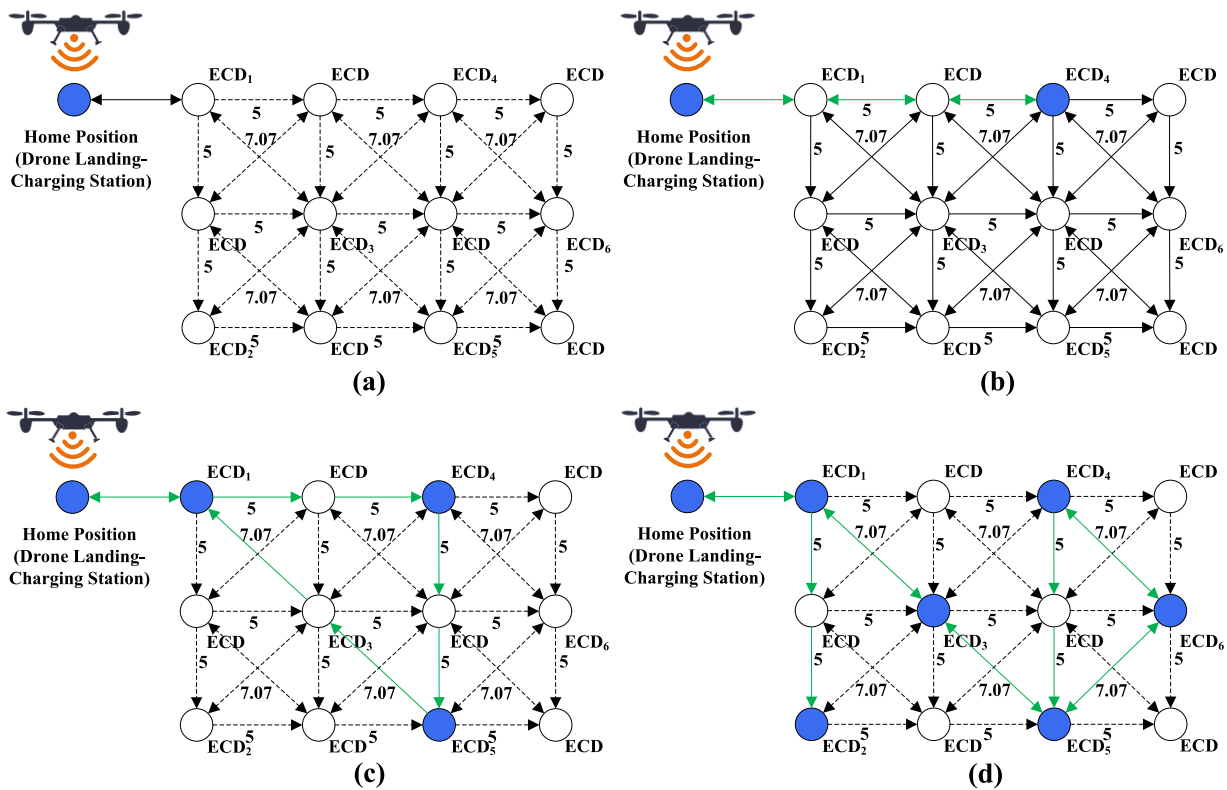 ECD1 ECD ECD4 ECD
5 5 5
Home Position
(Drone Landing-
Charging Station)
5 7.07 5 7.07 5 7.07 5
5 5 5
ECD ECD3 ECD ECD6
5 7.07 5 7.07 5 7.07 5
5 5 5
ECD2 ECD ECD5 ECD
(a)
ECD1 ECD ECD4 ECD
5 5 5
Home Position
(Drone Landing-
Charging Station)
5 7.07 5 7.07 5 7.07 5
5 5 5
ECD ECD3 ECD ECD6
5 7.07 5 7.07 5 7.07 5
5 5 5
ECD2 ECD ECD5 ECD
(b)
ECD1 ECD ECD4 ECD
5 5 5
Home Position
(Drone Landing-
Charging Station)
5 7.07 5 7.07 5 7.07 5
5 5 5
ECD ECD3 ECD ECD6
5 7.07 5 7.07 5 7.07 5
5 5 5
ECD2 ECD ECD5 ECD
(c)
ECD1 ECD ECD4 ECD
5 5 5
Home Position
(Drone Landing-
Charging Station)
5 7.07 5 7.07 5 7.07 5
5 5 5
ECD ECD3 ECD ECD6
5 7.07 5 7.07 5 7.07 5
5 5 5
ECD2 ECD ECD5 ECD
(d)